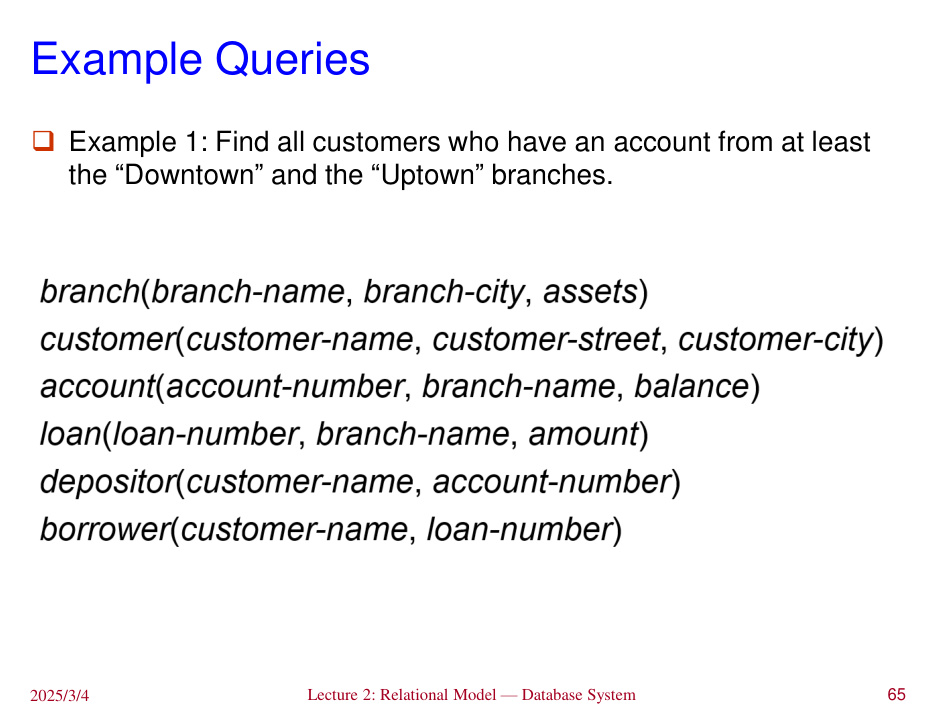 Example Queries
Example 1: Find all customers who have an account from at least
the “Downtown” and the “Uptown” branches.
branch(branch-name, branch-city, assets)
customer(customer-name, customer-street, customer-city)
account(account-number, branch-name, balance)
loan(loan-number, branch-name, amount)
depositor(customer-name, account-number)
borrower(customer-name, loan-number)
2025/3/4
Lecture 2: Relational Model — Database System
65